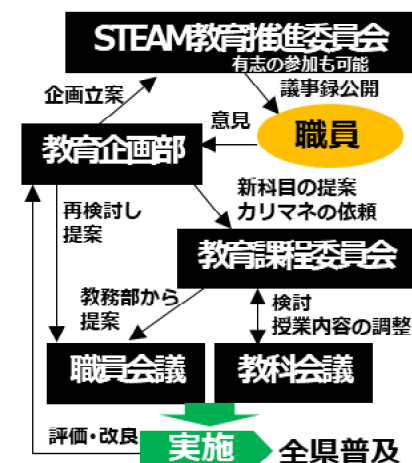 STEAM教育推進委員会
有志の参加も可能
企画立案
議事録公開
意見
職員
教育企画部
新科目の提案
カリマネの依頼
再検討し
提案
教育課程委員会
教務部から
提案
検討
授業内容の調整
職員会議
教科会議
評価・改良
実施
全県普及